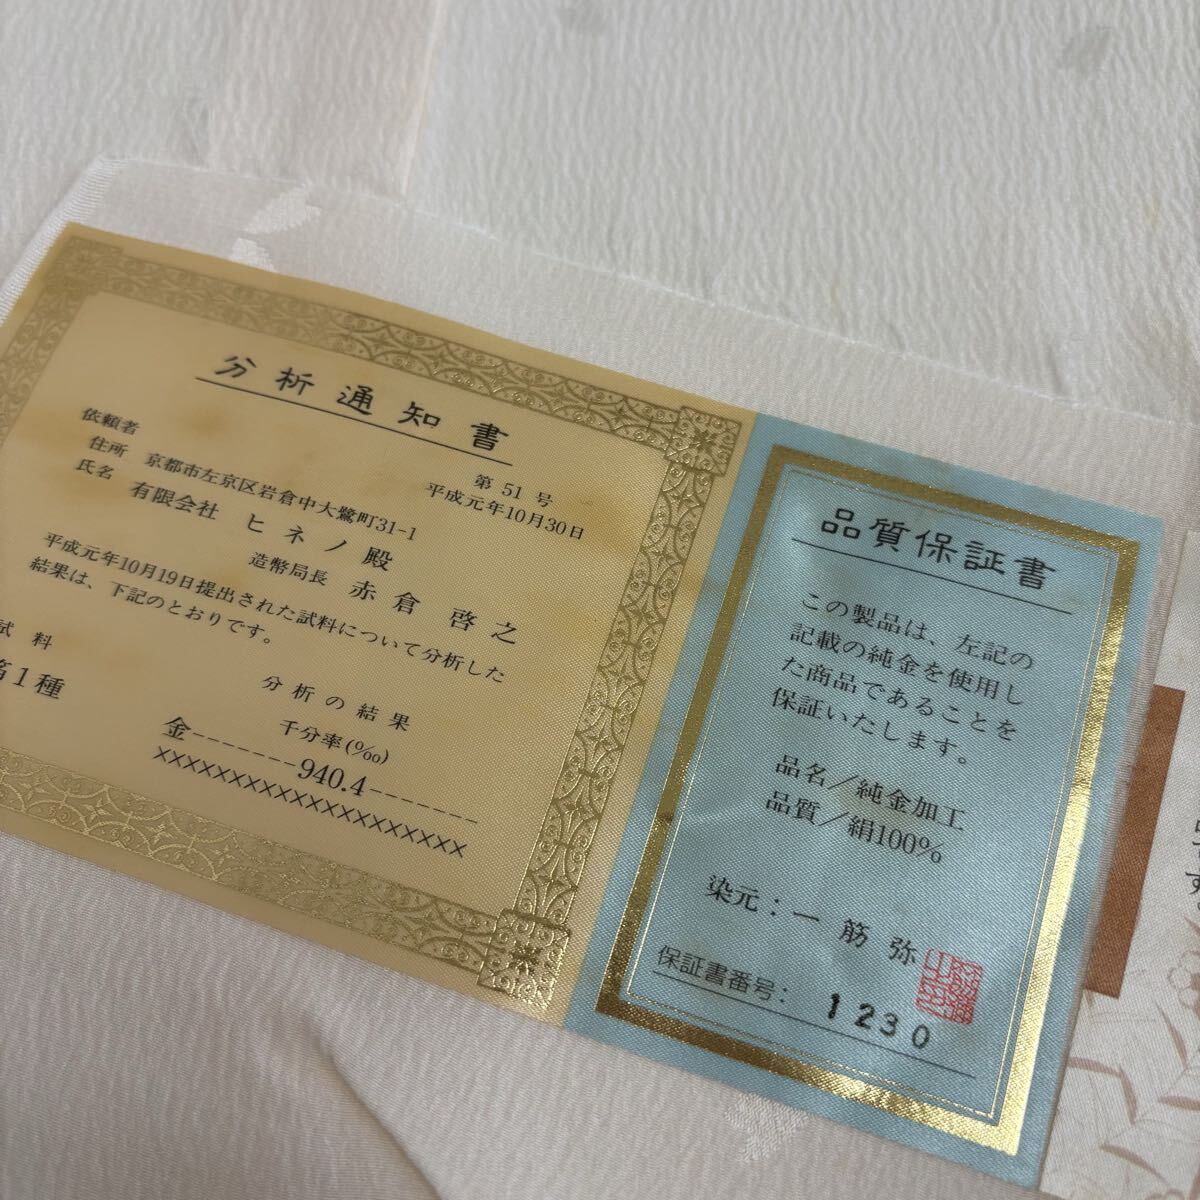 分析通知書
第 51 号
平成元年10月30日
依頼者
住所 京都市左京区岩倉中大鷺町31-1
氏名 有限会社 ヒネノ殿
造幣局長 赤倉 啓之
平成元年10月19日提出された試料について分析した
結果は、下記のとおりです。
試料
第1種
分析の結果
千分率(‰)
金-------940.4------
××××××××××××××××××××
品質保証書
この製品は、左記の
記載の純金を使用し
た商品であることを
保証いたします。
品名/純金加工
品質/絹100%
染元:一 筋 弥
保証書番号: 1230